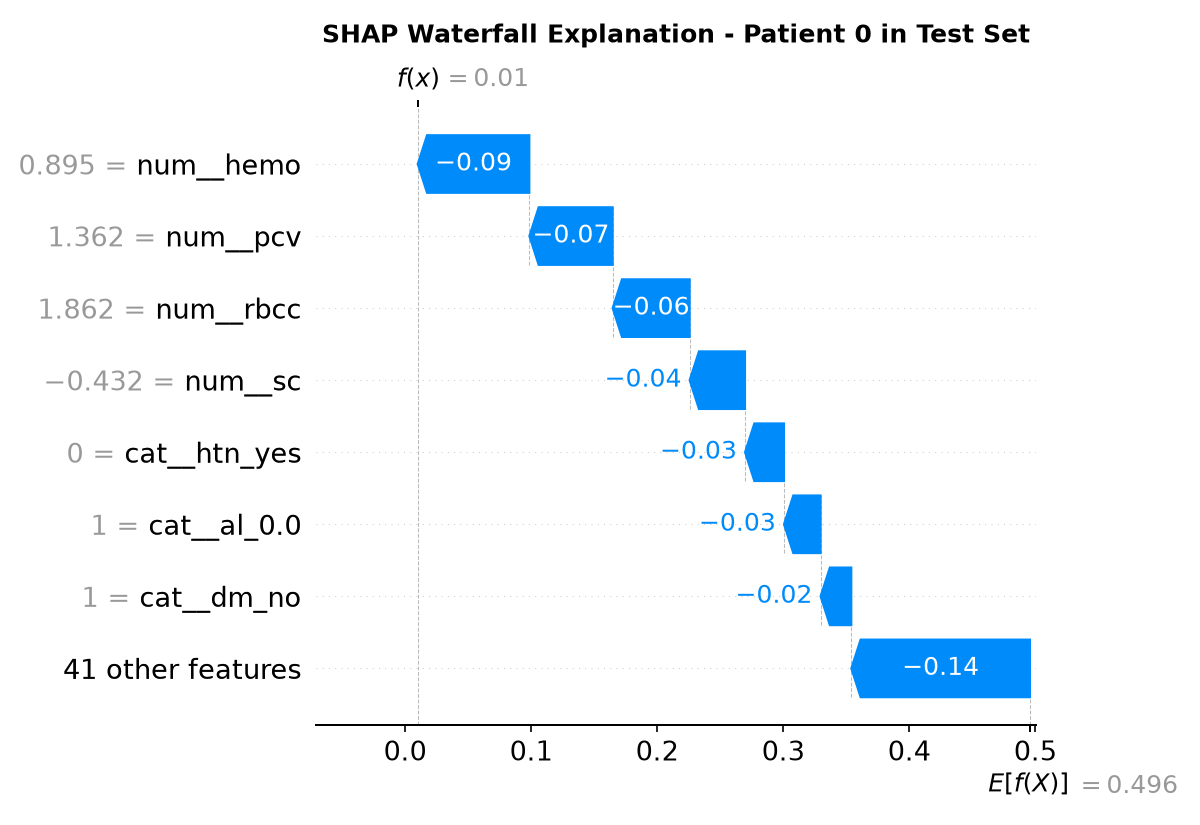 SHAP Waterfall Explanation - Patient 0 in Test Set
f(x) = 0.01
0.895 = num__hemo −0.09
1.362 = num__pcv −0.07
1.862 = num__rbcc −0.06
−0.432 = num__sc −0.04
0 = cat__htn_yes −0.03
1 = cat__al_0.0 −0.03
1 = cat__dm_no −0.02
41 other features −0.14
0.0 0.1 0.2 0.3 0.4 0.5
E[f(X)] = 0.496